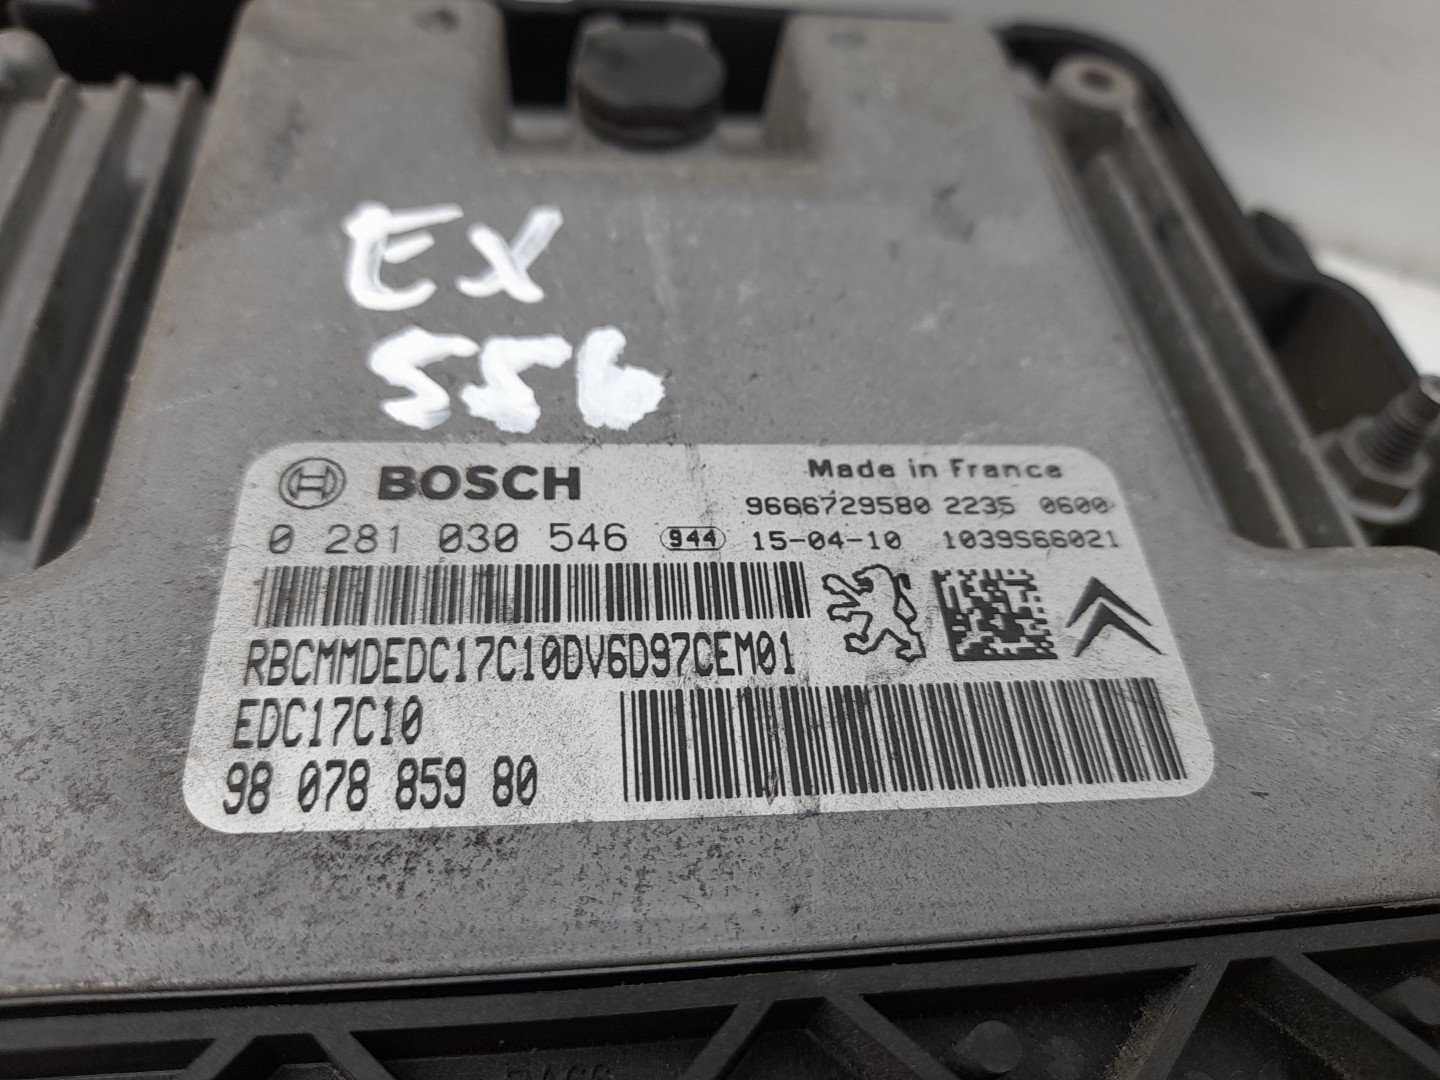 EX
556
BOSCH
Made in France
9666729580 2235 0600
0 281 030 546 944 15-04-10 1039S66021
RBCMMDEDC17C10DV6D97CEM01
EDC17C10
98 078 859 80